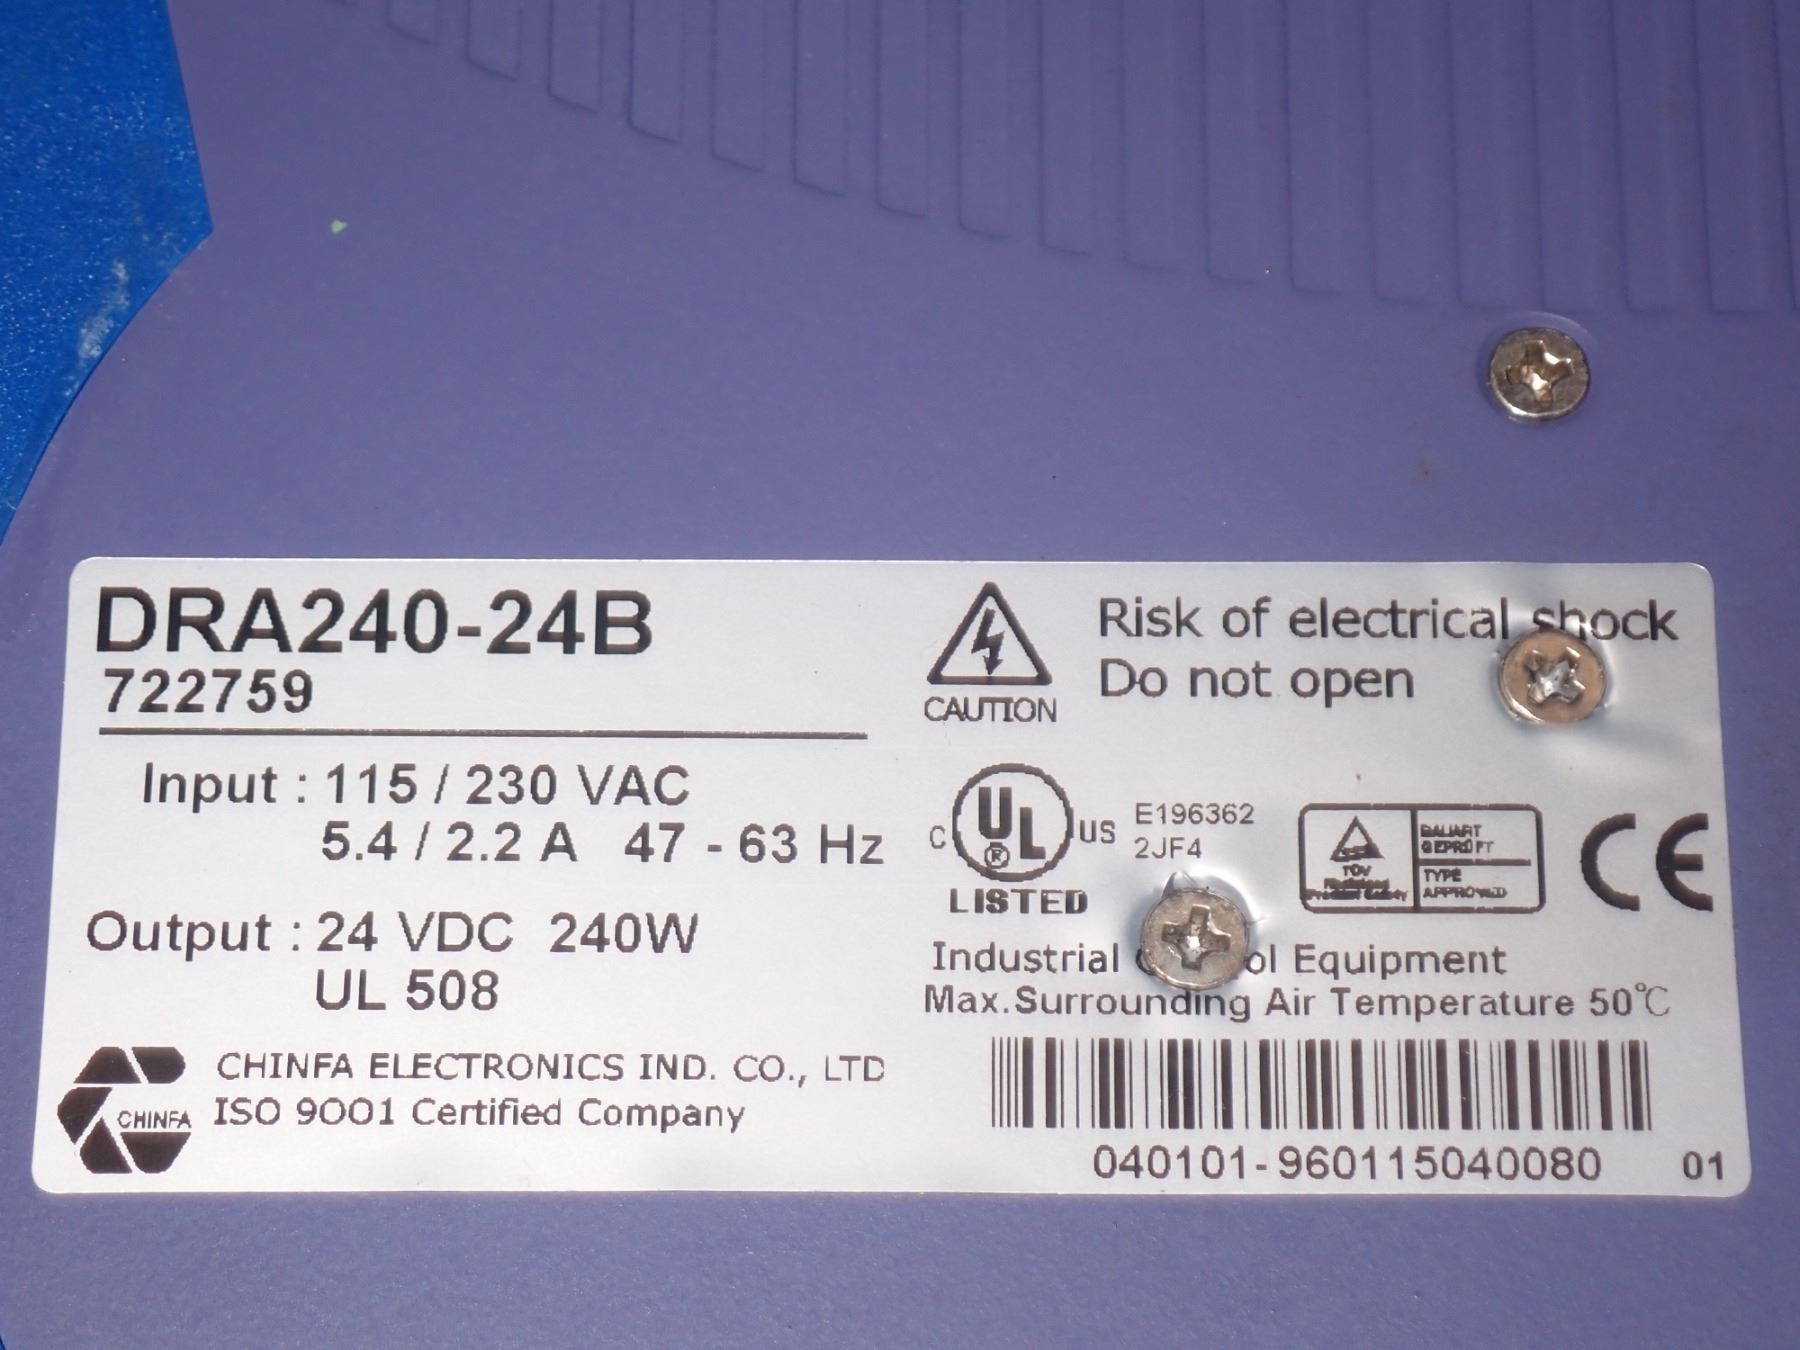 DRA240-24B
722759
Input : 115 / 230 VAC
5.4 / 2.2 A 47 - 63 Hz
Output : 24 VDC 240W
UL 508
CHINFA
CHINFA ELECTRONICS IND. CO., LTD
ISO 9001 Certified Company
CAUTION
Risk of electrical shock
Do not open
C UL ® US
LISTED
E196362
2JF4
TÜV
Product Safety
BAUART
GEPRÜFT
TYPE
APPROVED
CE
Industrial Equipment
Max.Surrounding Air Temperature 50℃
040101-960115040080 01